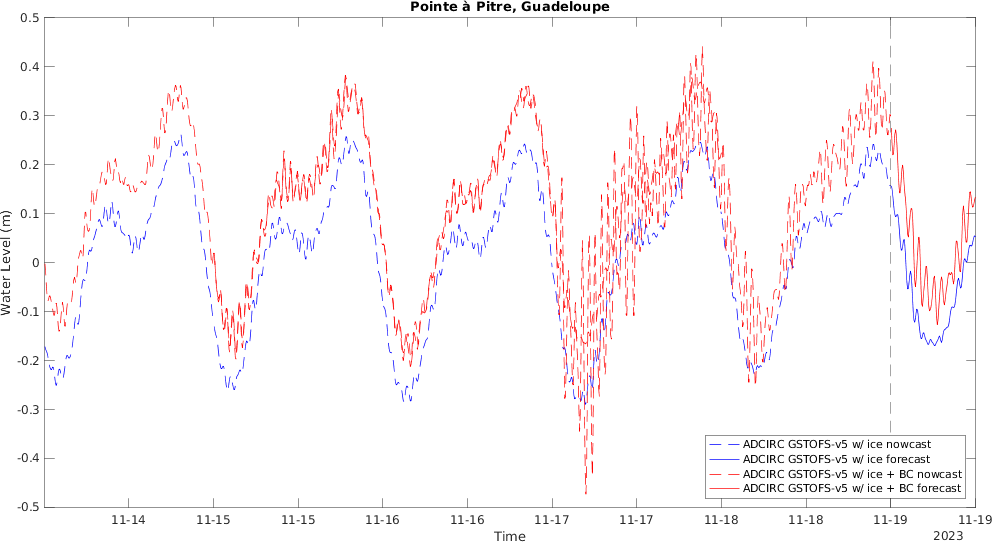 Pointe à Pitre, Guadeloupe
0.5
0.4
0.3
0.2
0.1
0
-0.1
-0.2
-0.3
-0.4
-0.5
Water Level (m)
ADCIRC GSTOFS-v5 w/ ice nowcast
ADCIRC GSTOFS-v5 w/ ice forecast
ADCIRC GSTOFS-v5 w/ ice + BC nowcast
ADCIRC GSTOFS-v5 w/ ice + BC forecast
11-14 11-15 11-15 11-16 11-16 11-17 11-17 11-18 11-18 11-19 11-19
Time
2023